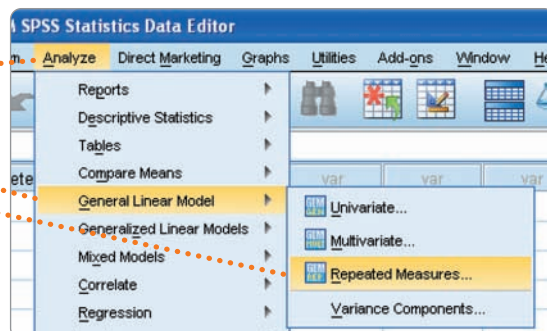 SPSS Statistics Data Editor
Analyze Direct Marketing Graphs Utilities Add-ons Window
Reports
Descriptive Statistics
Tables
Compare Means
var var var
General Linear Model
Univariate...
Generalized Linear Models
Multivariate...
Mixed Models
Repeated Measures...
Correlate
Regression
Variance Components...